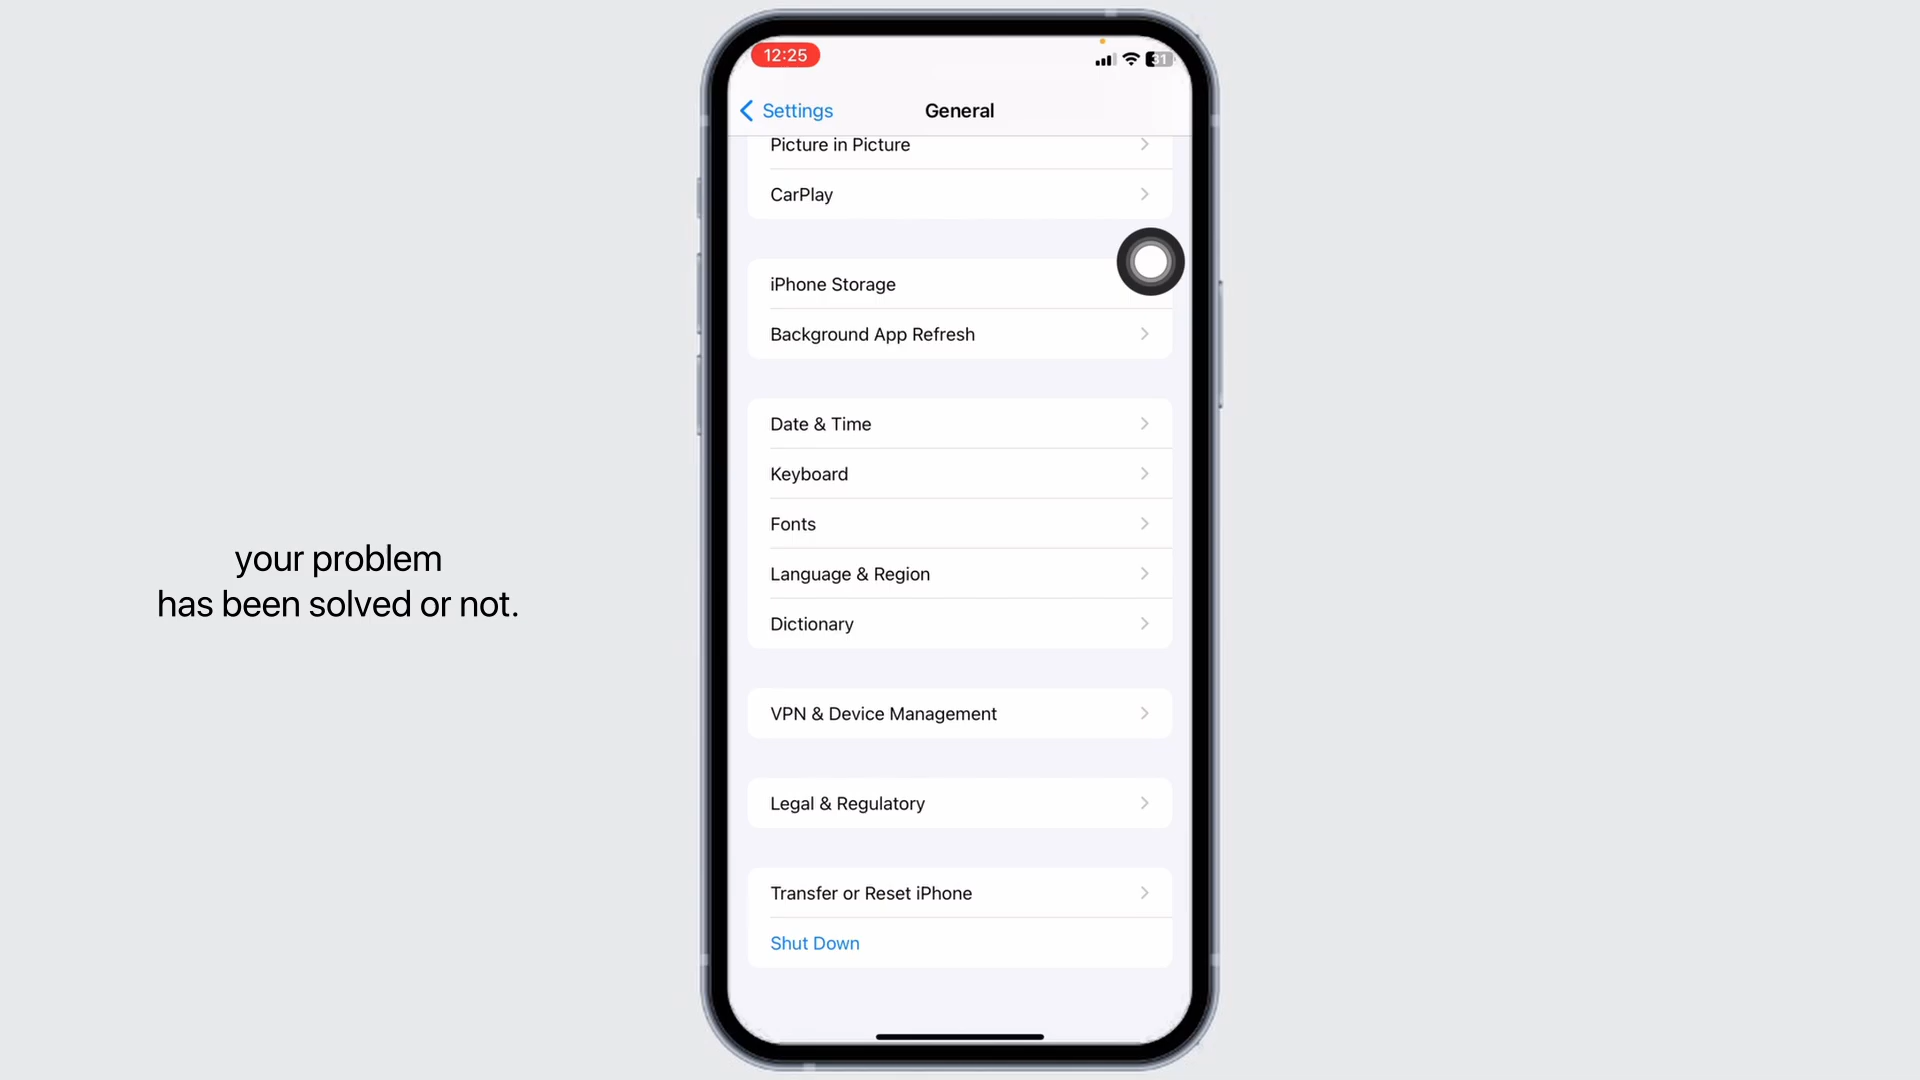 12:25
31
Settings
General
Picture in Picture
CarPlay
iPhone Storage
Background App Refresh
Date & Time
Keyboard
Fonts
Language & Region
Dictionary
VPN & Device Management
Legal & Regulatory
Transfer or Reset iPhone
Shut Down
your problem
has been solved or not.